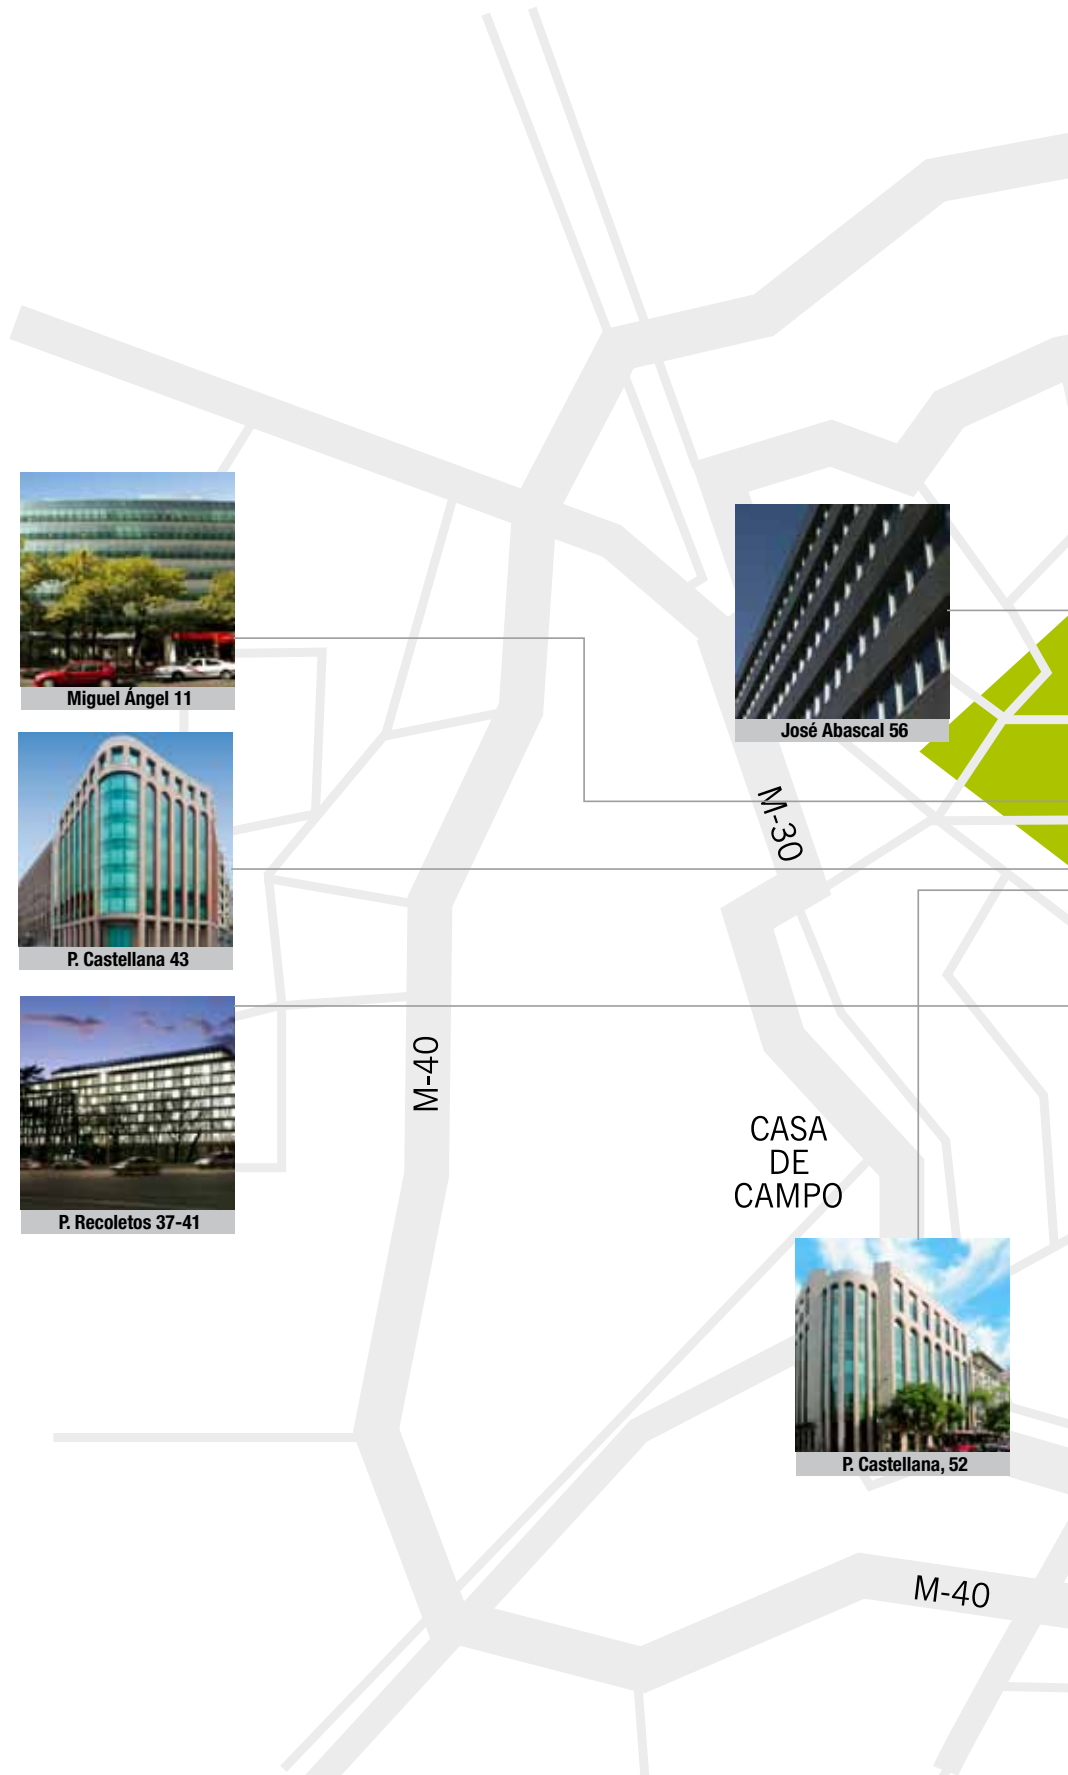 Miguel Ángel 11
José Abascal 56
M-30
P. Castellana 43
M-40
CASA
DE
CAMPO
P. Recoletos 37-41
P. Castellana, 52
M-40